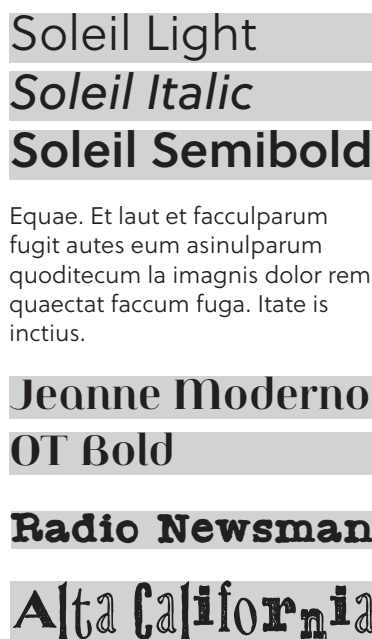 Soleil Light
Soleil Italic
Soleil Semibold
Equae. Et laut et facculparum
fugit autes eum asinulparum
quoditecum la imagnis dolor rem
quaectat faccum fuga. Itate is
inctius.
Jeanne Moderno
OT Bold
Radio Newsman
Alta California